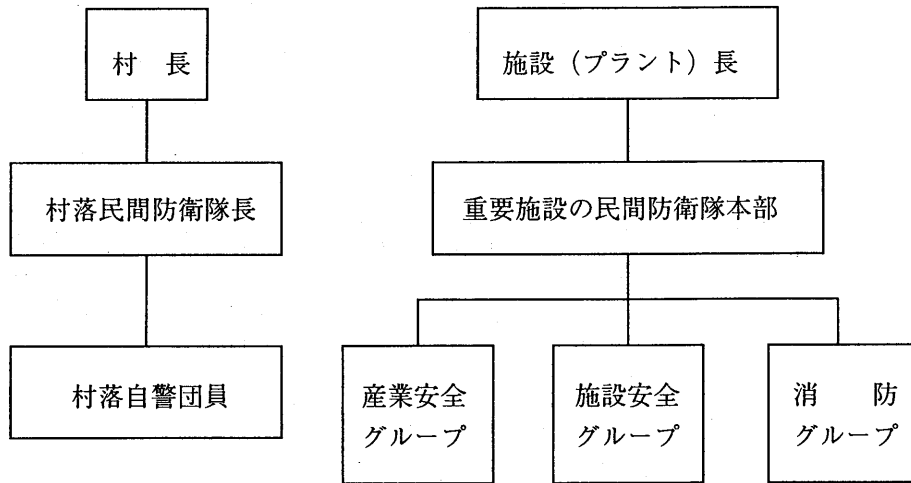 村　長
施設（プラント）長
村落民間防衛隊長
重要施設の民間防衛隊本部
村落自警団員
産業安全
グループ
施設安全
グループ
消　防
グループ